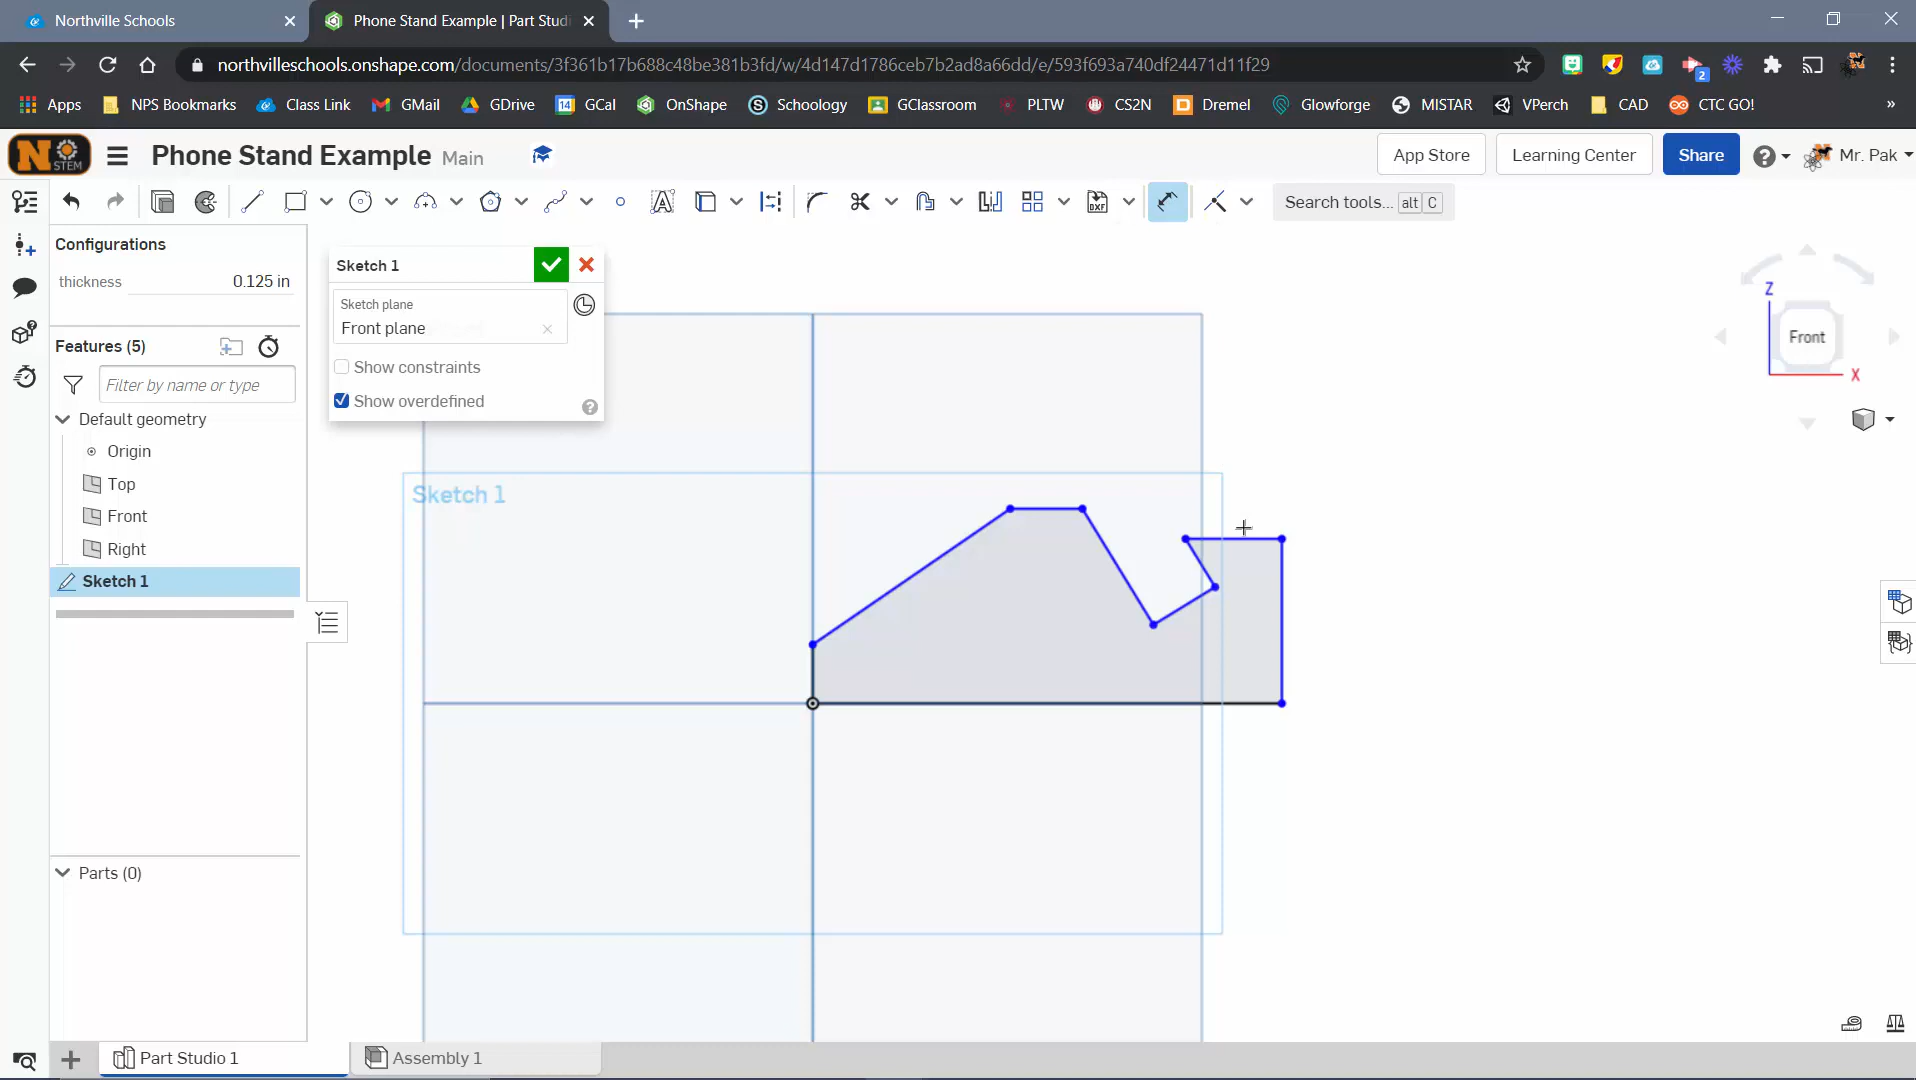 Northville Schools
Phone Stand Example | Part Studi
northvilleschools.onshape.com/documents/3f361b17b688c48be381b3fd/w/4d147d1786ceb7b2ad8a66dd/e/593f693a740df24471d11f29
2
Apps
NPS Bookmarks
Class Link
GMail
GDrive
14
GCal
OnShape
Schoology
GClassroom
PLTW
CS2N
Dremel
Glowforge
MISTAR
VPerch
CAD
CTC GO!
»
N STEM
Phone Stand Example
Main
App Store
Learning Center
Share
Mr. Pak
DXF
Search tools... alt C
Configurations
thickness
0.125 in
Features (5)
Filter by name or type
Default geometry
Origin
Top
Front
Right
Sketch 1
Parts (0)
Sketch 1
Sketch plane
Front plane
Show constraints
Show overdefined
Sketch 1
Z
Front
X
Part Studio 1
Assembly 1